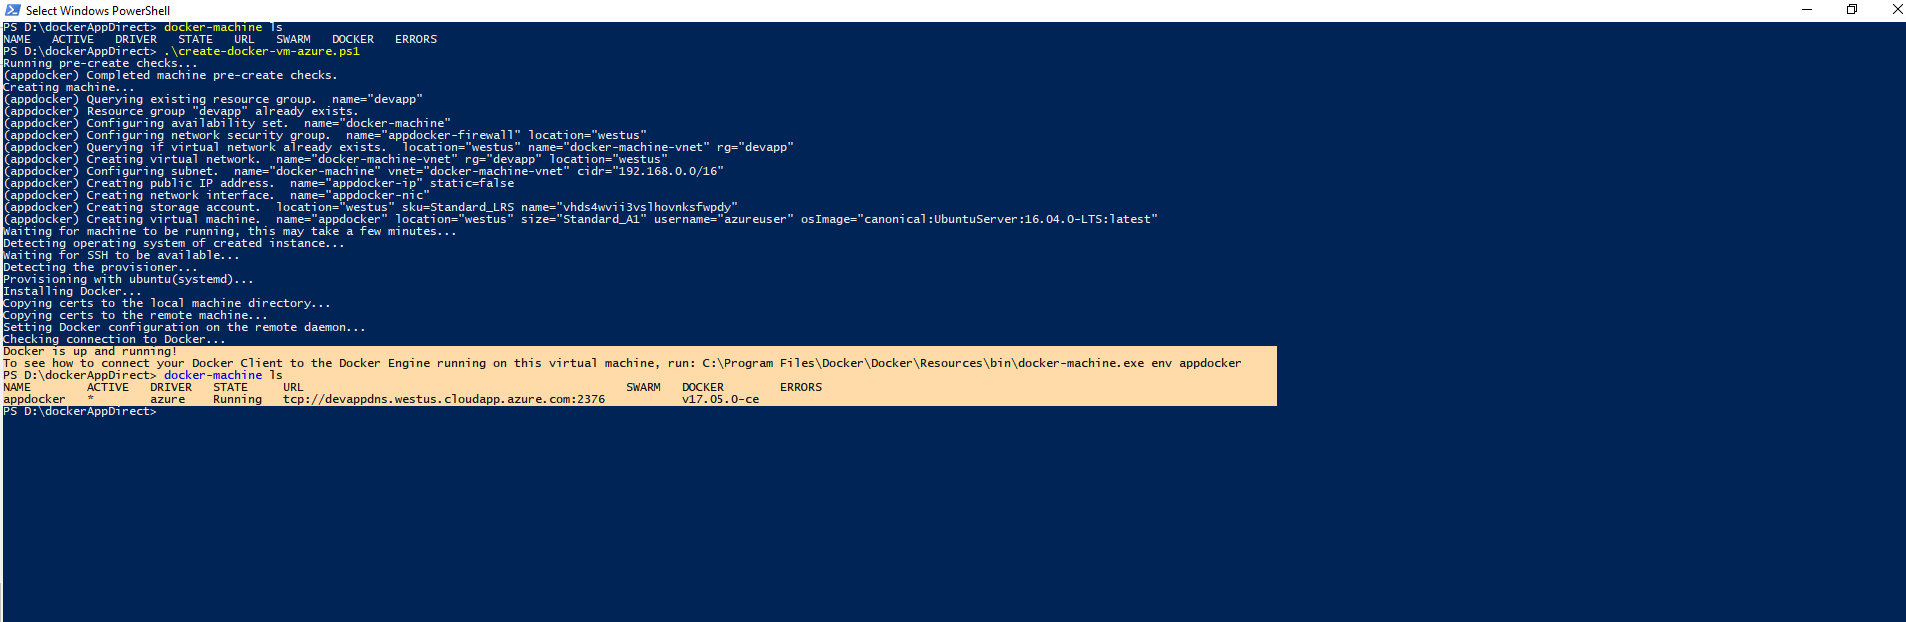 Select Windows PowerShell
PS D:\dockerAppDirect> docker-machine ls
NAME   ACTIVE   DRIVER   STATE   URL   SWARM   DOCKER   ERRORS
PS D:\dockerAppDirect> .\create-docker-vm-azure.ps1
Running pre-create checks...
(appdocker) Completed machine pre-create checks.
Creating machine...
(appdocker) Querying existing resource group.  name="devapp"
(appdocker) Resource group "devapp" already exists.
(appdocker) Configuring availability set.  name="docker-machine"
(appdocker) Configuring network security group.  name="appdocker-firewall" location="westus"
(appdocker) Querying if virtual network already exists.  location="westus" name="docker-machine-vnet" rg="devapp"
(appdocker) Creating virtual network.  name="docker-machine-vnet" rg="devapp" location="westus"
(appdocker) Configuring subnet.  name="docker-machine" vnet="docker-machine-vnet" cidr="192.168.0.0/16"
(appdocker) Creating public IP address.  name="appdocker-ip" static=false
(appdocker) Creating network interface.  name="appdocker-nic"
(appdocker) Creating storage account.  location="westus" sku=Standard_LRS name="vhds4wvii3vslhovnksfwpdy"
(appdocker) Creating virtual machine.  name="appdocker" location="westus" size="Standard_A1" username="azureuser" osImage="canonical:UbuntuServer:16.04.0-LTS:latest"
Waiting for machine to be running, this may take a few minutes...
Detecting operating system of created instance...
Waiting for SSH to be available...
Detecting the provisioner...
Provisioning with ubuntu(systemd)...
Installing Docker...
Copying certs to the local machine directory...
Copying certs to the remote machine...
Setting Docker configuration on the remote daemon...
Checking connection to Docker...
Docker is up and running!
To see how to connect your Docker Client to the Docker Engine running on this virtual machine, run: C:\Program Files\Docker\Docker\Resources\bin\docker-machine.exe env appdocker
PS D:\dockerAppDirect> docker-machine ls
NAME        ACTIVE   DRIVER   STATE     URL                                              SWARM   DOCKER        ERRORS
appdocker   *        azure    Running   tcp://devappdns.westus.cloudapp.azure.com:2376           v17.05.0-ce
PS D:\dockerAppDirect>